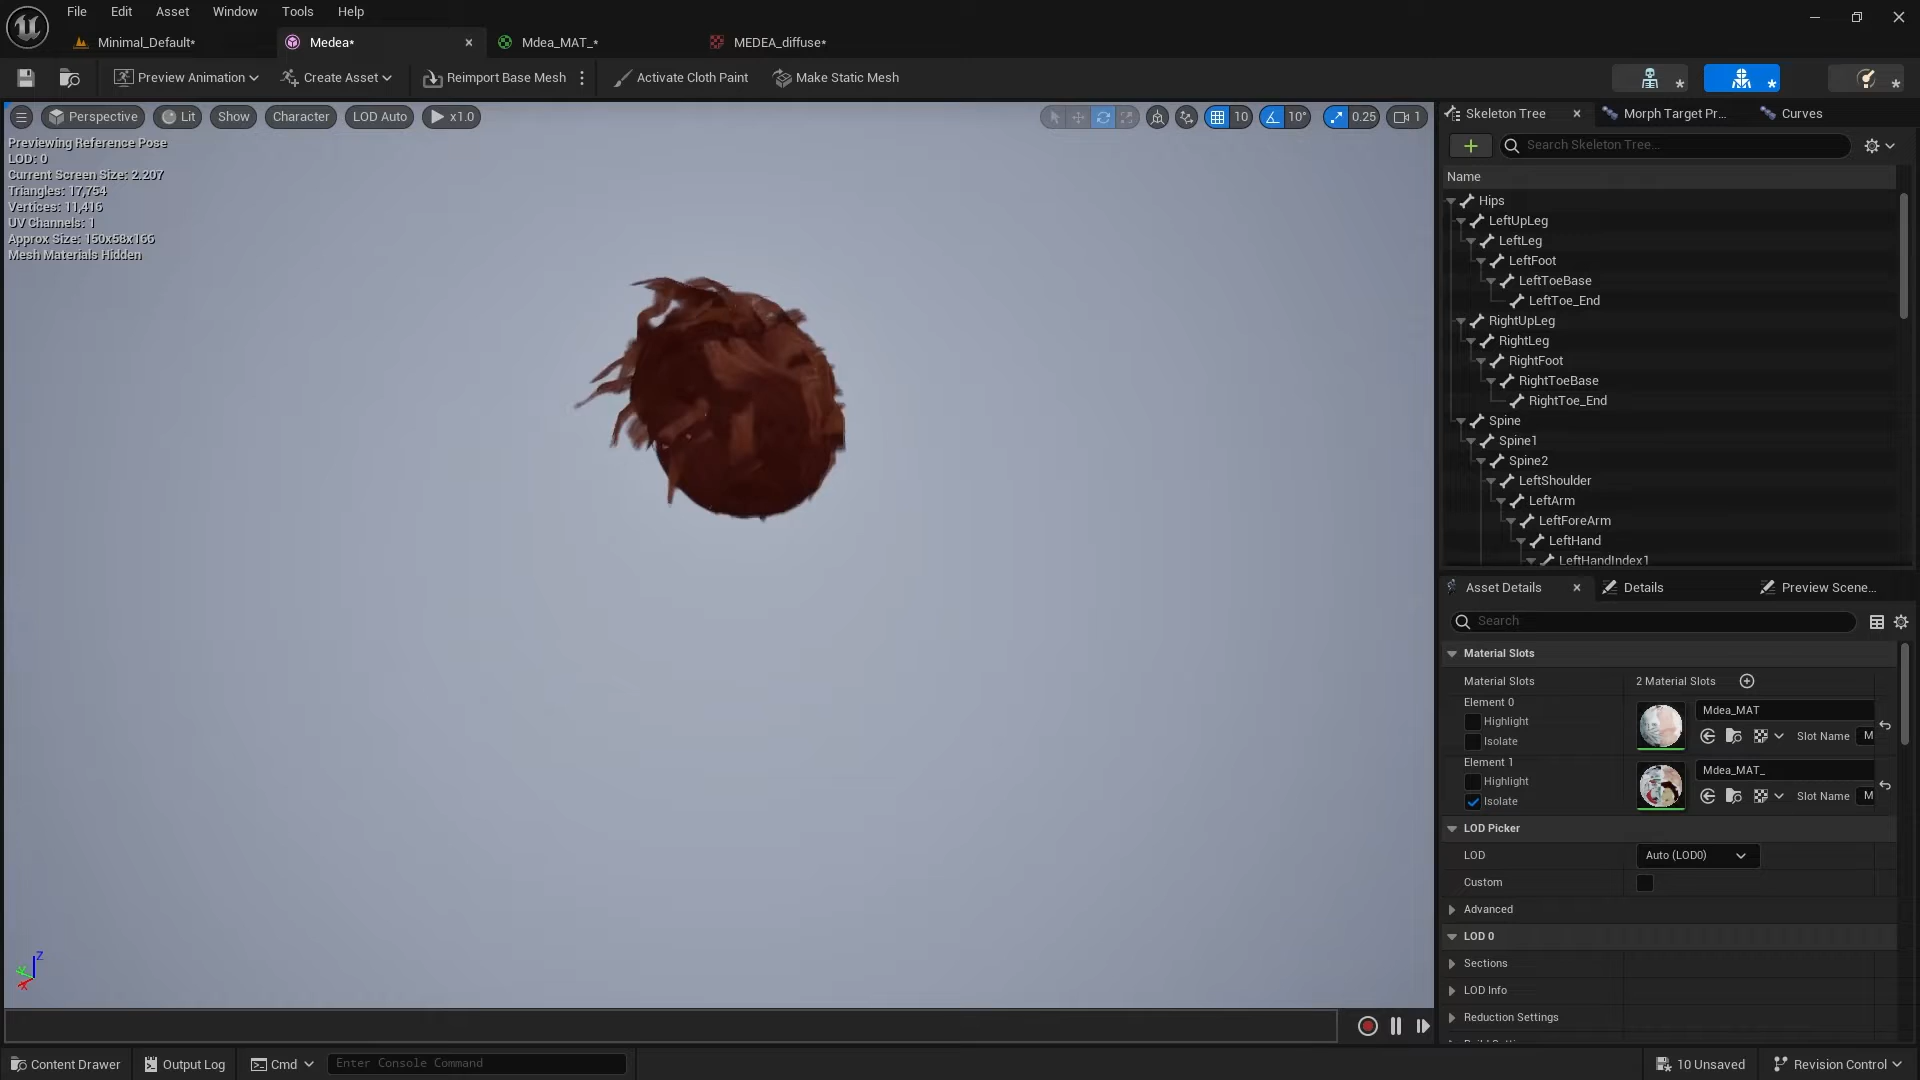 File Edit Asset Window Tools Help
Minimal_Default* Medea* Mdea_MAT_* MEDEA_diffuse*
Preview Animation Create Asset Reimport Base Mesh Activate Cloth Paint Make Static Mesh
Perspective Lit Show Character LOD Auto x1.0 10 10° 0.25 1
Previewing Reference Pose
LOD: 0
Current Screen Size: 2.207
Triangles: 17,754
Vertices: 11,416
UV Channels: 1
Approx Size: 150x58x166
Mesh Materials Hidden
Z
Y
X
Skeleton Tree Morph Target Pr... Curves
Search Skeleton Tree...
Name
Hips
LeftUpLeg
LeftLeg
LeftFoot
LeftToeBase
LeftToe_End
RightUpLeg
RightLeg
RightFoot
RightToeBase
RightToe_End
Spine
Spine1
Spine2
LeftShoulder
LeftArm
LeftForeArm
LeftHand
LeftHandIndex1
Asset Details Details Preview Scene...
Search
Material Slots
Material Slots 2 Material Slots
Element 0
Highlight
Isolate
Mdea_MAT
Slot Name M
Element 1
Highlight
Isolate
Mdea_MAT_
Slot Name M
LOD Picker
LOD Auto (LOD0)
Custom
Advanced
LOD 0
Sections
LOD Info
Reduction Settings
Content Drawer Output Log Cmd Enter Console Command 10 Unsaved Revision Control